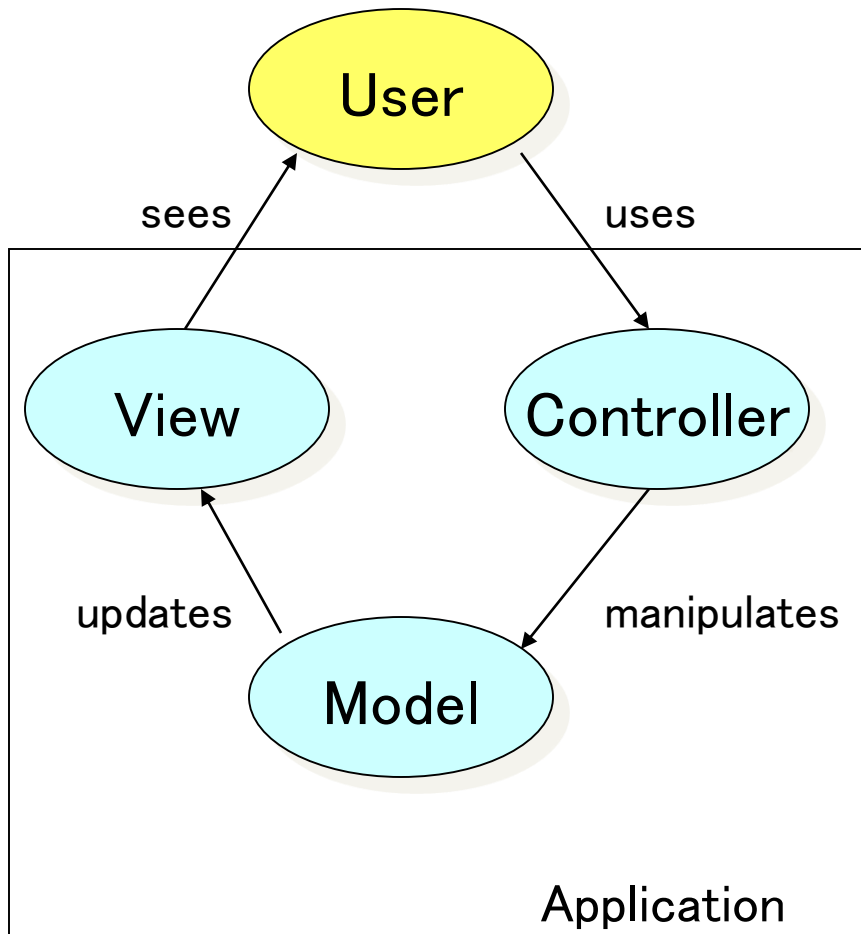 User
sees
uses
View
Controller
updates
manipulates
Model
Application